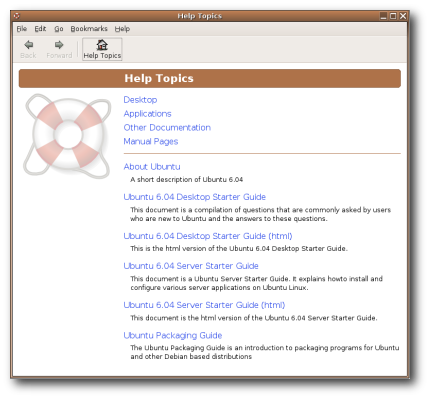 Help Topics
File Edit Go Bookmarks Help
Back Forward Help Topics
Help Topics
Desktop
Applications
Other Documentation
Manual Pages
About Ubuntu
A short description of Ubuntu 6.04
Ubuntu 6.04 Desktop Starter Guide
This document is a compilation of questions that are commonly asked by users
who are new to Ubuntu and the answers to these questions.
Ubuntu 6.04 Desktop Starter Guide (html)
This is the html version of the Ubuntu 6.04 Desktop Starter Guide.
Ubuntu 6.04 Server Starter Guide
This document is a Ubuntu Server Starter Guide. It explains howto install and
configure various server applications on Ubuntu Linux.
Ubuntu 6.04 Server Starter Guide (html)
This document is the html version of the Ubuntu 6.04 Server Starter Guide.
Ubuntu Packaging Guide
The Ubuntu Packaging Guide is an introduction to packaging programs for Ubuntu
and other Debian based distributions